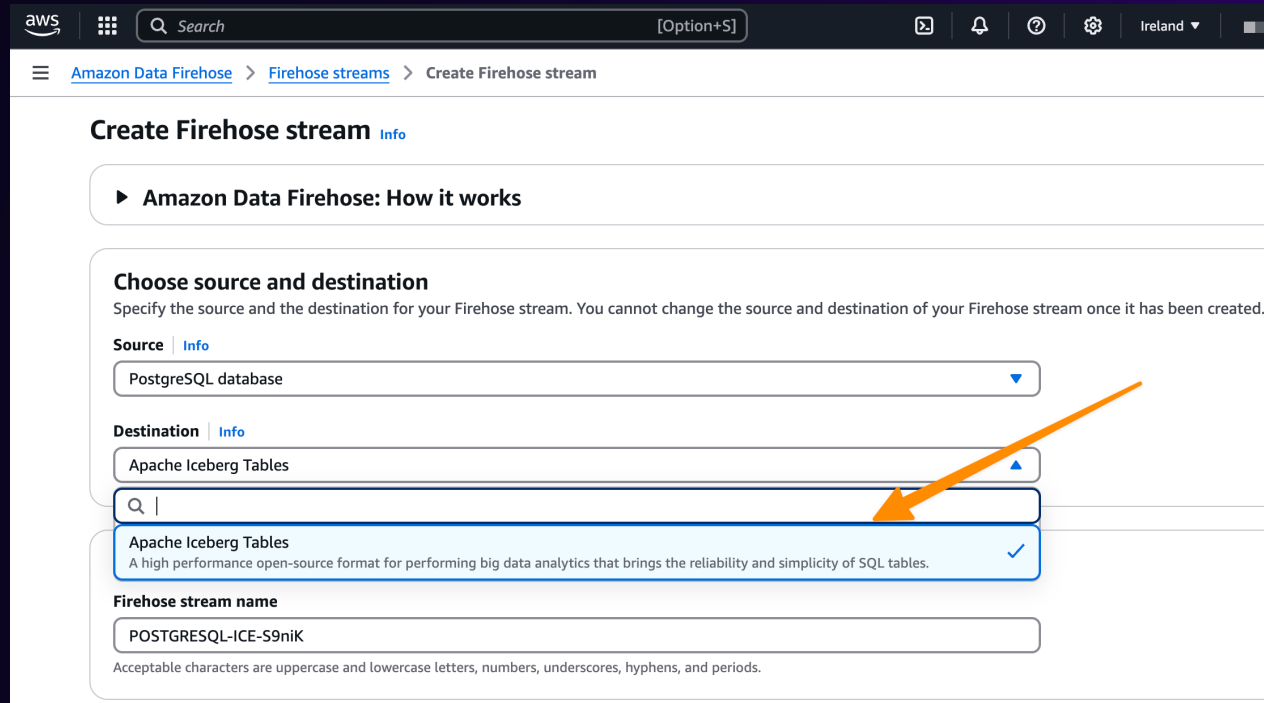 aws
Search [Option+S] Ireland
Amazon Data Firehose Firehose streams Create Firehose stream
Create Firehose stream Info
Amazon Data Firehose: How it works
Choose source and destination
Specify the source and the destination for your Firehose stream. You cannot change the source and destination of your Firehose stream once it has been created.
Source Info
PostgreSQL database
Destination Info
Apache Iceberg Tables
Apache Iceberg Tables
A high performance open-source format for performing big data analytics that brings the reliability and simplicity of SQL tables.
Firehose stream name
POSTGRESQL-ICE-S9niK
Acceptable characters are uppercase and lowercase letters, numbers, underscores, hyphens, and periods.